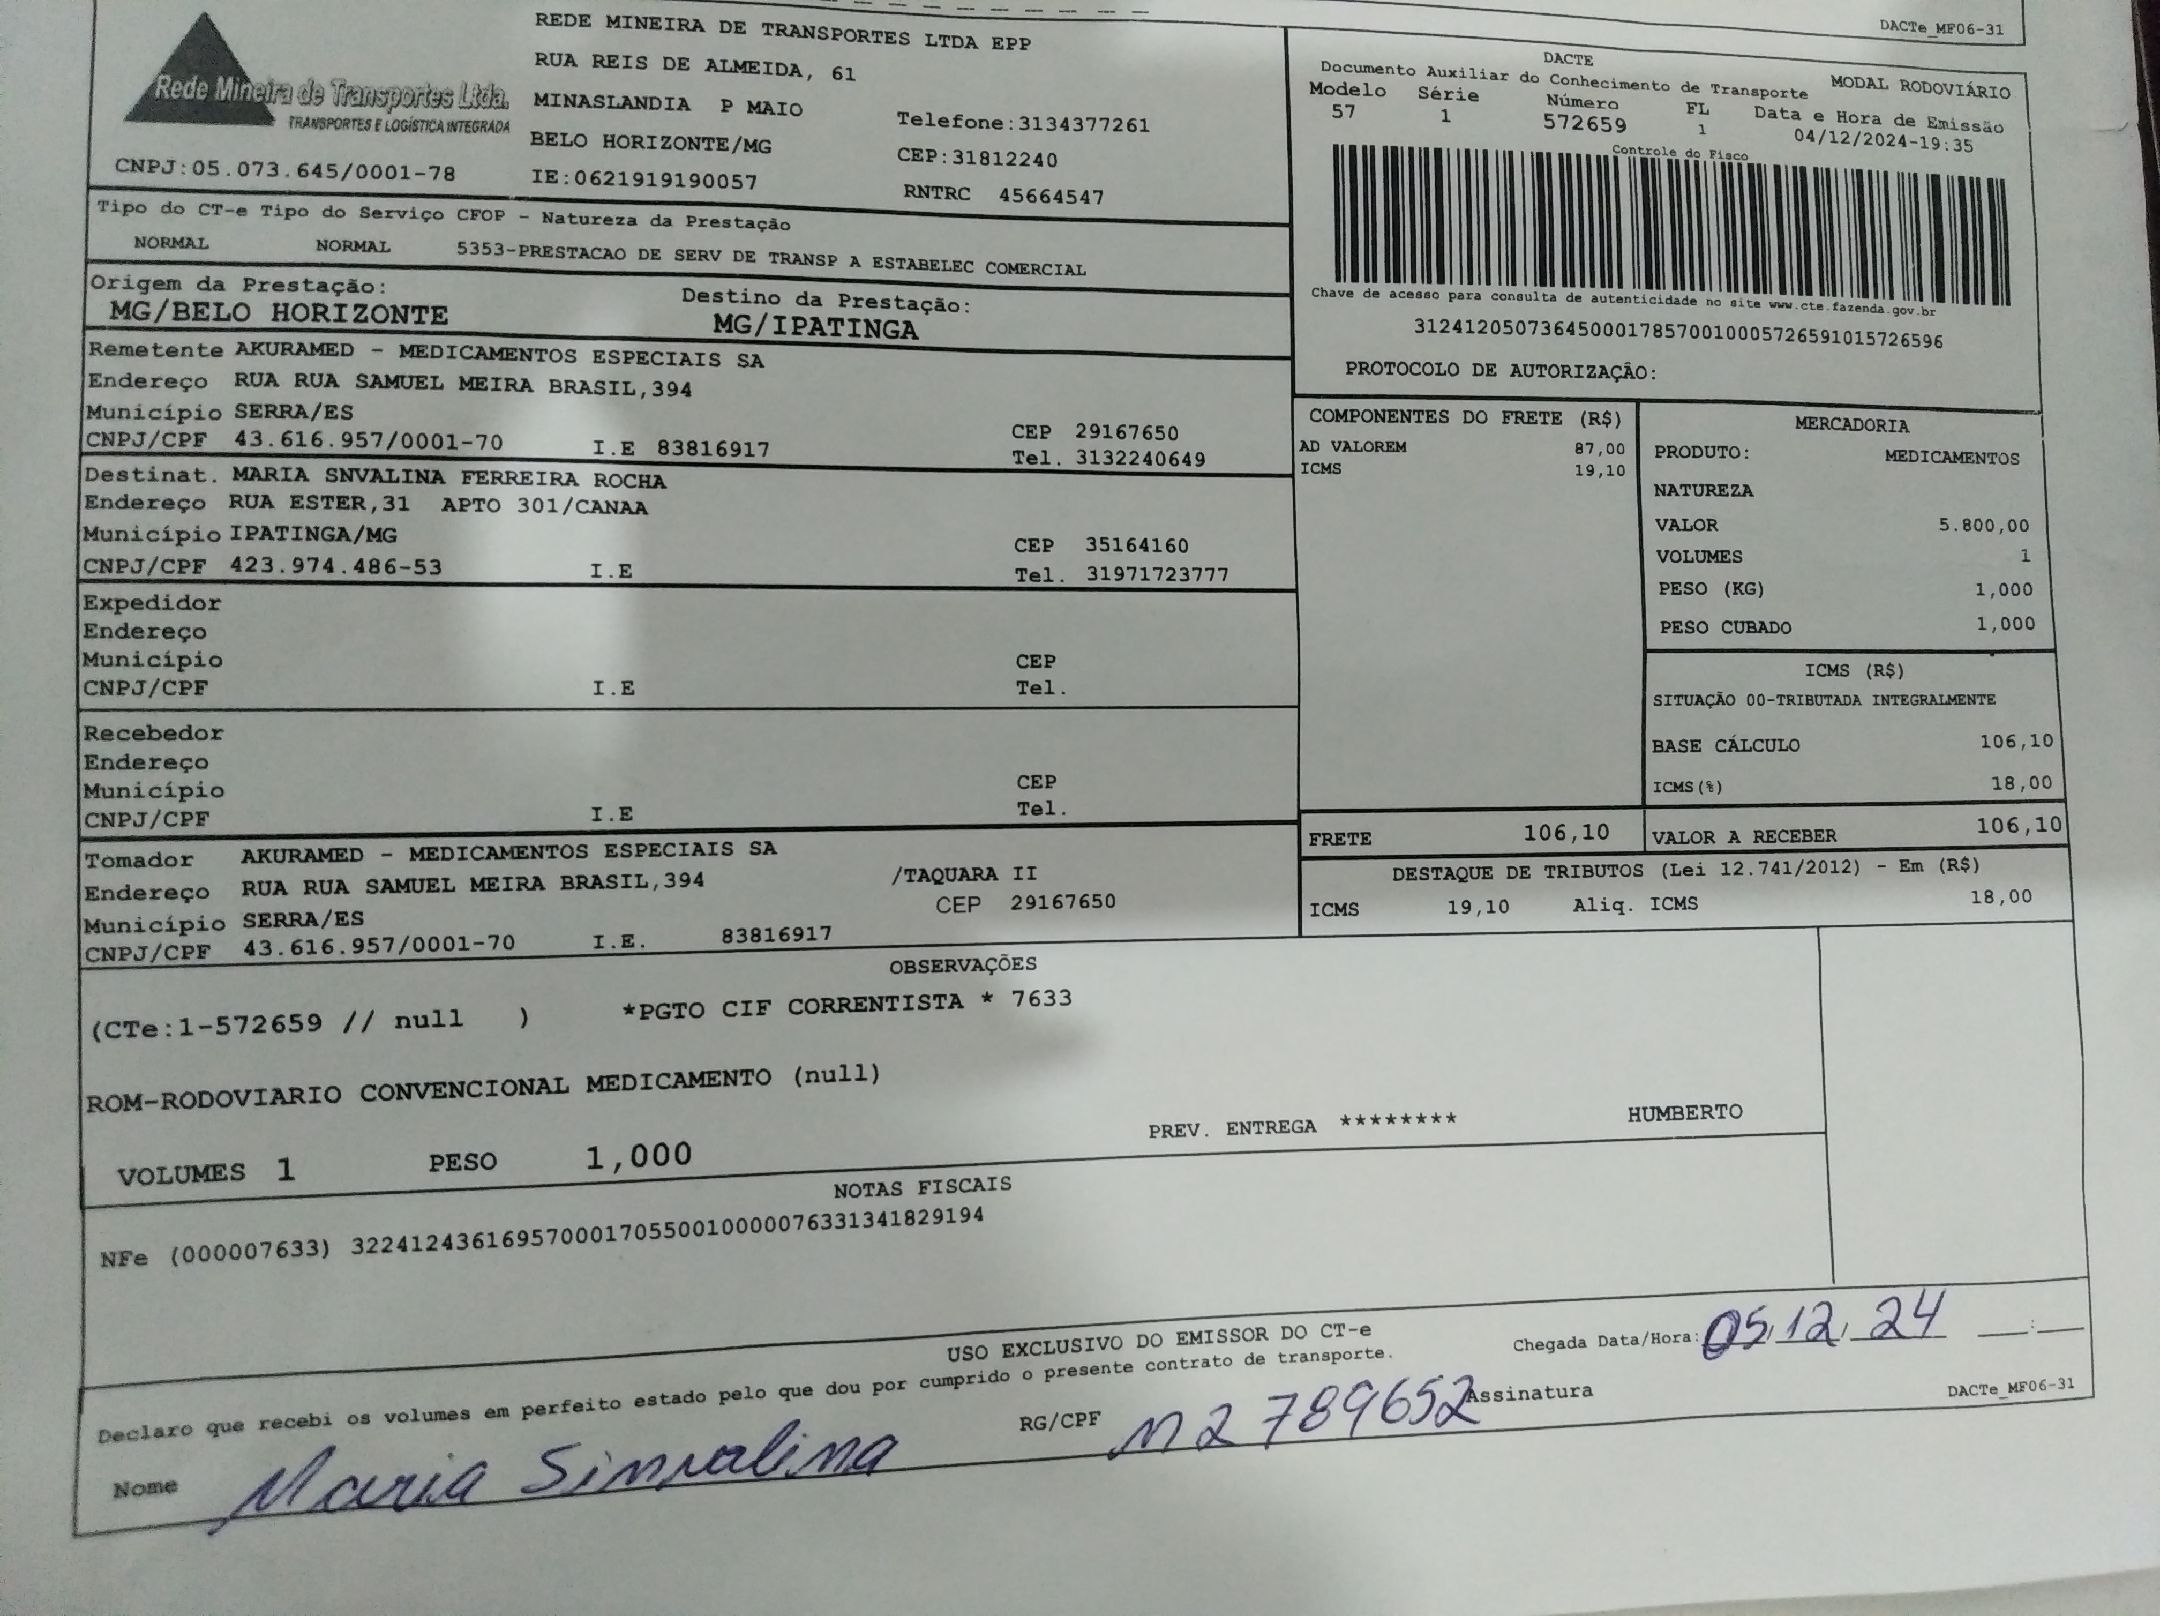 DACTe_MF06-31
Rede Mineira de Transportes Ltda.
TRANSPORTES E LOGÍSTICA INTEGRADA
CNPJ:05.073.645/0001-78
REDE MINEIRA DE TRANSPORTES LTDA EPP
RUA REIS DE ALMEIDA, 61
MINASLANDIA P MAIO
Telefone:3134377261
BELO HORIZONTE/MG
CEP:31812240
IE:0621919190057
RNTRC 45664547
DACTE
Documento Auxiliar do Conhecimento de Transporte
MODAL RODOVIÁRIO
Modelo Série Número FL Data e Hora de Emissão
57 1 572659 1 04/12/2024-19:35
Controle do Fisco
Chave de acesso para consulta de autenticidade no site www.cte.fazenda.gov.br
31241205073645000178570010005726591015726596
PROTOCOLO DE AUTORIZAÇÃO:
Tipo do CT-e Tipo do Serviço CFOP - Natureza da Prestação
NORMAL NORMAL 5353-PRESTACAO DE SERV DE TRANSP A ESTABELEC COMERCIAL
Origem da Prestação: Destino da Prestação:
MG/BELO HORIZONTE MG/IPATINGA
Remetente AKURAMED - MEDICAMENTOS ESPECIAIS SA
Endereço RUA RUA SAMUEL MEIRA BRASIL,394
Município SERRA/ES CEP 29167650
CNPJ/CPF 43.616.957/0001-70 I.E 83816917 Tel. 3132240649
Destinat. MARIA SNVALINA FERREIRA ROCHA
Endereço RUA ESTER,31 APTO 301/CANAA
Município IPATINGA/MG CEP 35164160
CNPJ/CPF 423.974.486-53 I.E Tel. 31971723777
Expedidor
Endereço
Município CEP
CNPJ/CPF I.E Tel.
Recebedor
Endereço
Município CEP
CNPJ/CPF I.E Tel.
Tomador AKURAMED - MEDICAMENTOS ESPECIAIS SA
Endereço RUA RUA SAMUEL MEIRA BRASIL,394 /TAQUARA II
Município SERRA/ES CEP 29167650
CNPJ/CPF 43.616.957/0001-70 I.E. 83816917
COMPONENTES DO FRETE (R$)
AD VALOREM 87,00
ICMS 19,10
MERCADORIA
PRODUTO: MEDICAMENTOS
NATUREZA
VALOR 5.800,00
VOLUMES 1
PESO (KG) 1,000
PESO CUBADO 1,000
ICMS (R$)
SITUAÇÃO 00-TRIBUTADA INTEGRALMENTE
BASE CÁLCULO 106,10
ICMS(%) 18,00
FRETE 106,10 VALOR A RECEBER 106,10
DESTAQUE DE TRIBUTOS (Lei 12.741/2012) - Em (R$)
ICMS 19,10 Aliq. ICMS 18,00
OBSERVAÇÕES
(CTe:1-572659 // null ) *PGTO CIF CORRENTISTA * 7633
ROM-RODOVIARIO CONVENCIONAL MEDICAMENTO (null)
PREV. ENTREGA ******** HUMBERTO
VOLUMES 1 PESO 1,000
NOTAS FISCAIS
NFe (000007633) 32241243616957000170550010000076331341829194
USO EXCLUSIVO DO EMISSOR DO CT-e
Declaro que recebi os volumes em perfeito estado pelo que dou por cumprido o presente contrato de transporte.
Chegada Data/Hora: 05/12/24 ___:___
Nome Maria Sinvalina RG/CPF M2789652 Assinatura
DACTe_MF06-31